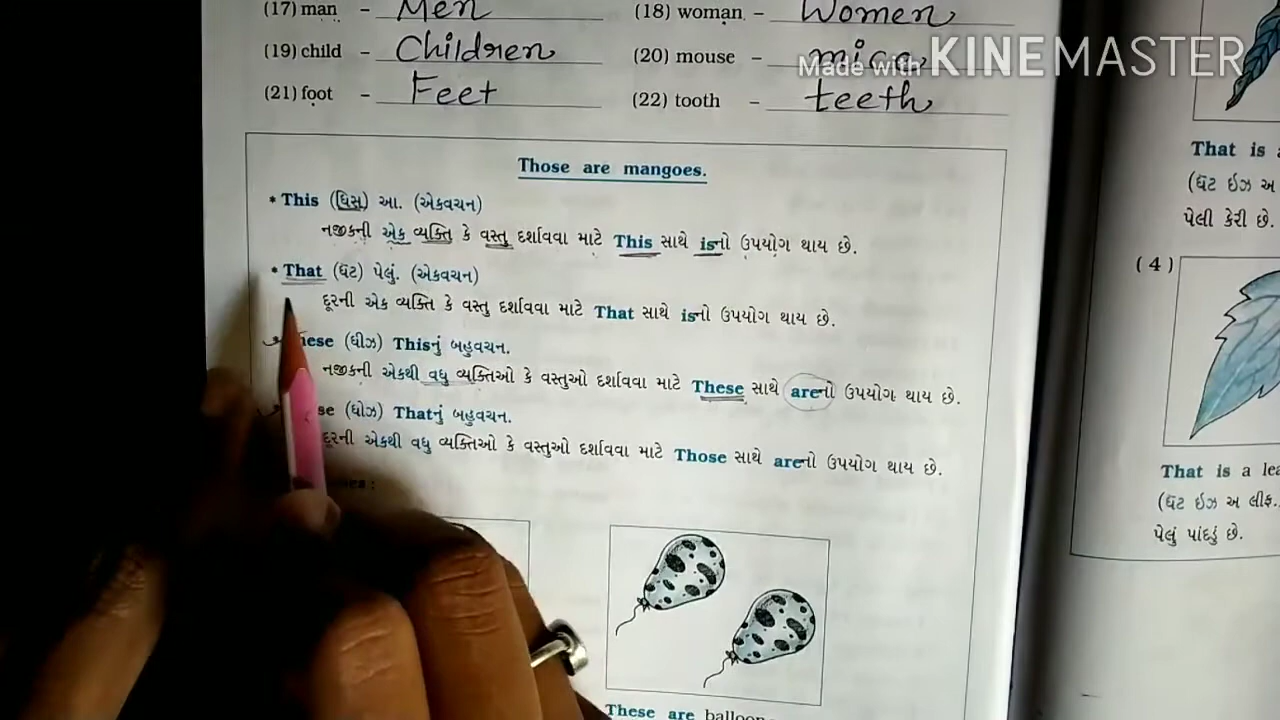 (17) man - Men
(18) woman - Women
(19) child - Children
(20) mouse - mice
Made with KINEMASTER
(21) foot - Feet
(22) tooth - teeth
Those are mangoes.
* This (ધિસ) આ. (એકવચન)
નજીકની એક વ્યક્તિ કે વસ્તુ દર્શાવવા માટે This સાથે isનો ઉપયોગ થાય છે.
* That (ધૅટ) પેલું. (એકવચન)
દૂરની એક વ્યક્તિ કે વસ્તુ દર્શાવવા માટે That સાથે isનો ઉપયોગ થાય છે.
hese (ધીઝ) Thisનું બહુવચન.
નજીકની એકથી વધુ વ્યક્તિઓ કે વસ્તુઓ દર્શાવવા માટે These સાથે areનો ઉપયોગ થાય છે.
se (ધોઝ) Thatનું બહુવચન.
દૂરની એકથી વધુ વ્યક્તિઓ કે વસ્તુઓ દર્શાવવા માટે Those સાથે areનો ઉપયોગ થાય છે.
These are
That is a
(ધૅટ ઇઝ અ
પેલી કેરી છે.
(4)
That is a lea
(ધૅટ ઇઝ અ લીફ.
પેલું પાંદડું છે.